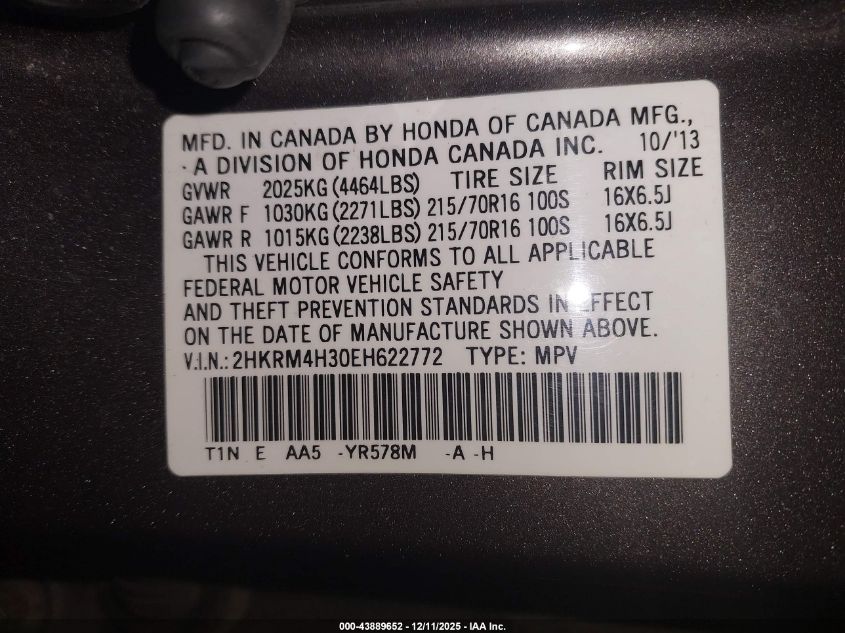 MFD. IN CANADA BY HONDA OF CANADA MFG.,
· A DIVISION OF HONDA CANADA INC. 10/'13
GVWR 2025KG (4464LBS) TIRE SIZE RIM SIZE
GAWR F 1030KG (2271LBS) 215/70R16 100S 16X6.5J
GAWR R 1015KG (2238LBS) 215/70R16 100S 16X6.5J
THIS VEHICLE CONFORMS TO ALL APPLICABLE
FEDERAL MOTOR VEHICLE SAFETY
AND THEFT PREVENTION STANDARDS IN EFFECT
ON THE DATE OF MANUFACTURE SHOWN ABOVE.
V.I.N.: 2HKRM4H30EH622772 TYPE: MPV
T1N E AA5 -YR578M -A -H
000-43889652 - 12/11/2025 - IAA Inc.